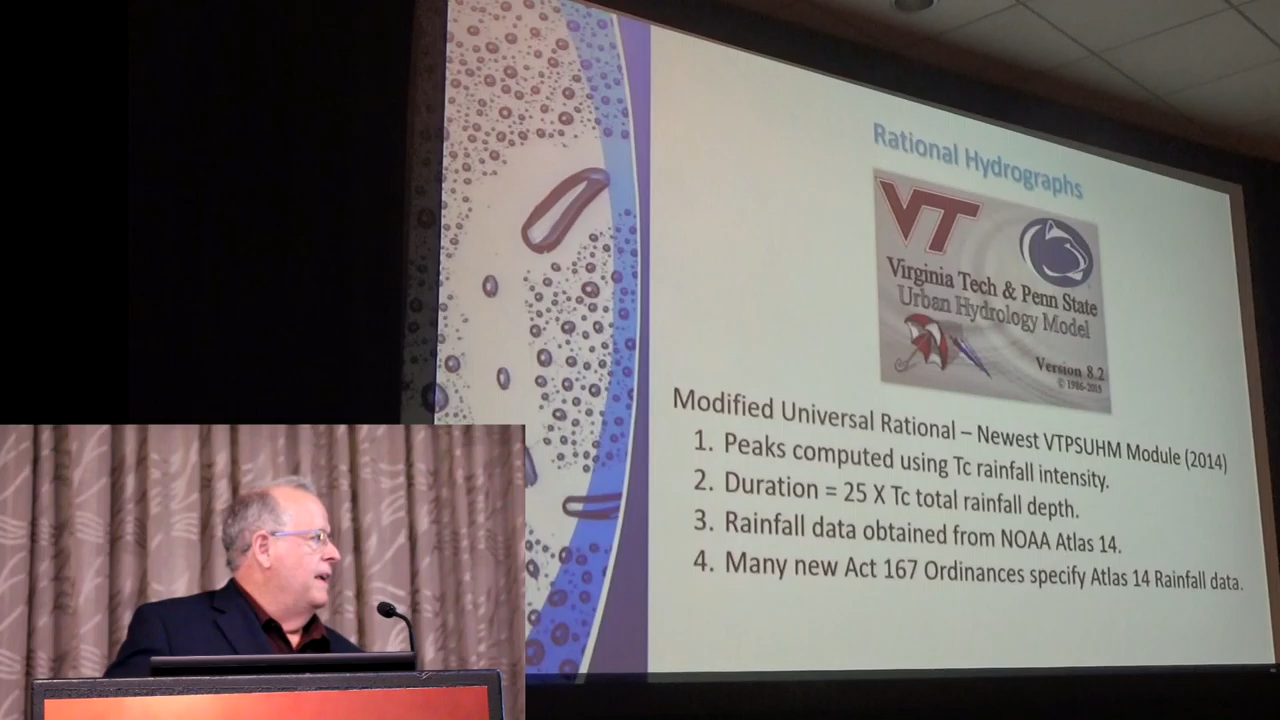 Rational Hydrographs
VT
Virginia Tech & Penn State
Urban Hydrology Model
Version 8.2
© 1986-2015
Modified Universal Rational – Newest VTPSUHM Module (2014)
1. Peaks computed using Tc rainfall intensity.
2. Duration = 25 X Tc total rainfall depth.
3. Rainfall data obtained from NOAA Atlas 14.
4. Many new Act 167 Ordinances specify Atlas 14 Rainfall data.